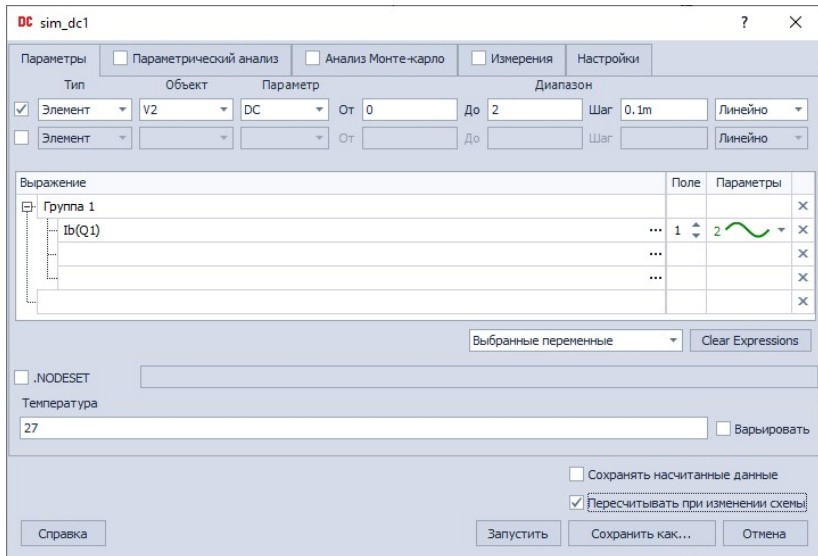 DC sim_dc1 ? ×
Параметры Параметрический анализ Анализ Монте-карло Измерения Настройки
Тип Объект Параметр Диапазон
Элемент V2 DC От 0 До 2 Шаг 0.1m Линейно
Элемент От До Шаг Линейно
Выражение Поле Параметры
Группа 1
Ib(Q1) ... 1 2
...
...
Выбранные переменные Clear Expressions
.NODESET
Температура
27 Варьировать
Сохранять насчитанные данные
Пересчитывать при изменении схемы
Справка Запустить Сохранить как... Отмена